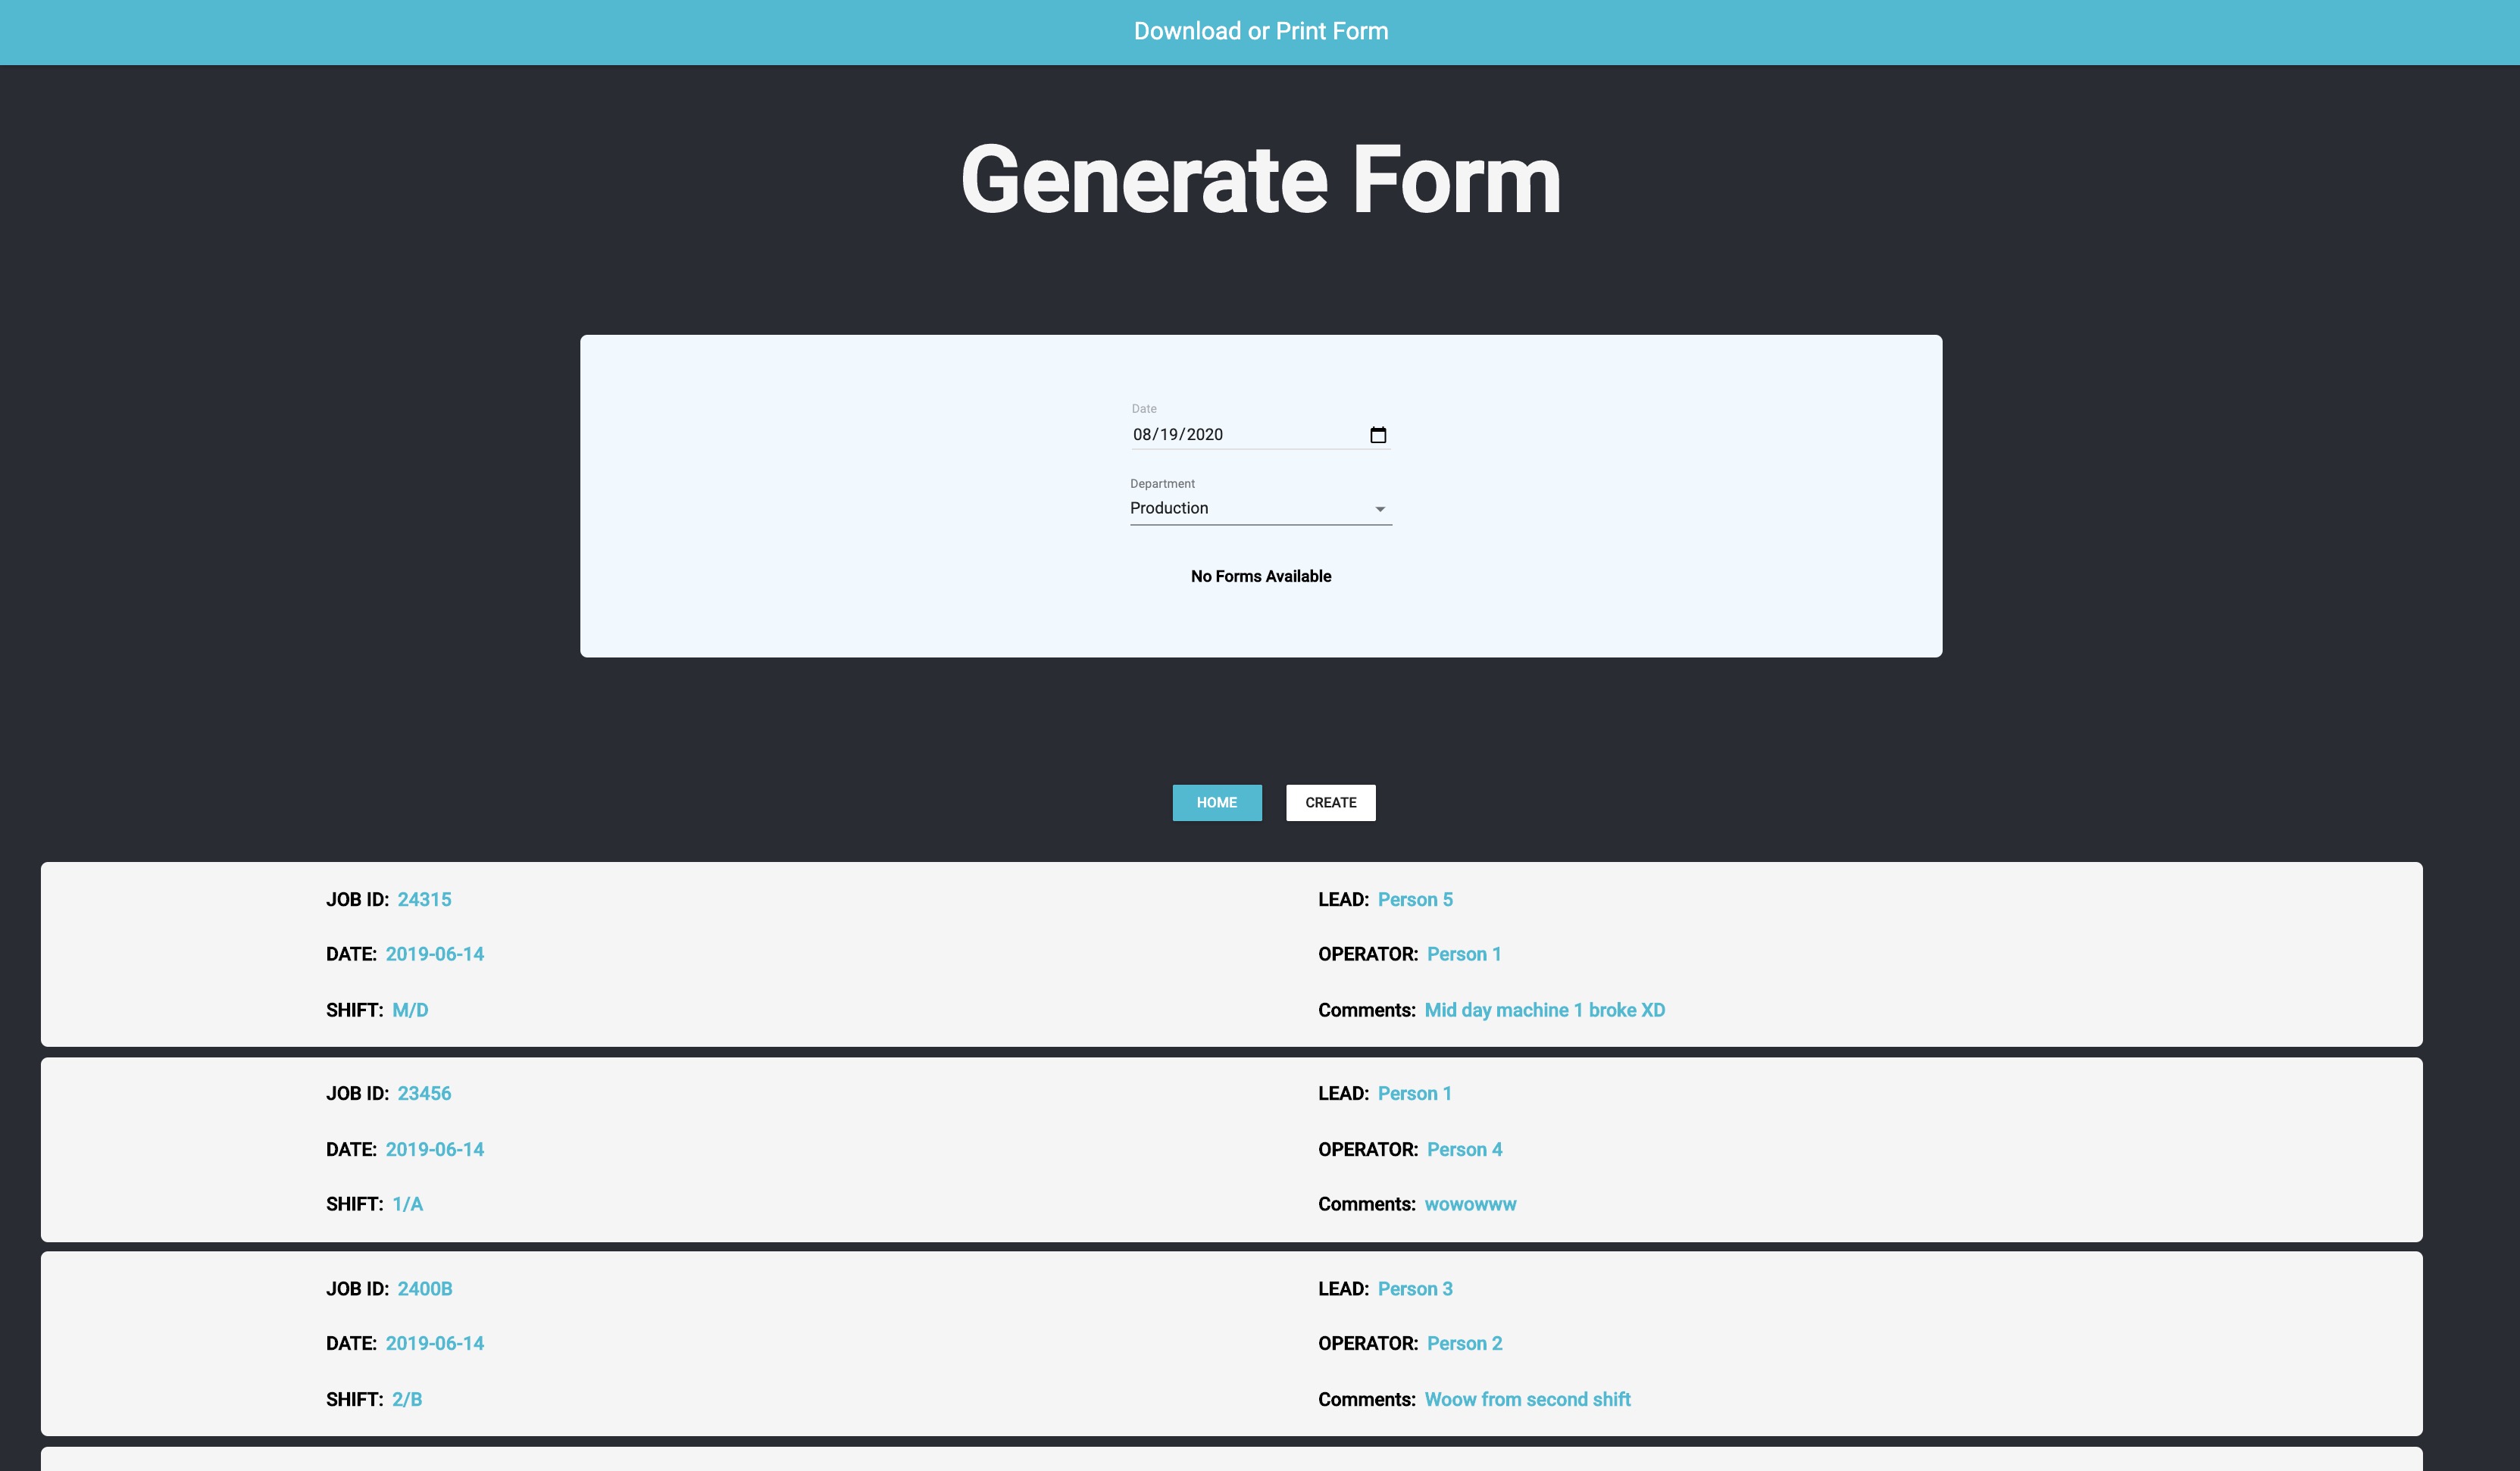 Download or Print Form
Generate Form
Date
08/19/2020
Department
Production
No Forms Available
HOME CREATE
JOB ID: 24315 LEAD: Person 5
DATE: 2019-06-14 OPERATOR: Person 1
SHIFT: M/D Comments: Mid day machine 1 broke XD
JOB ID: 23456 LEAD: Person 1
DATE: 2019-06-14 OPERATOR: Person 4
SHIFT: 1/A Comments: wowowww
JOB ID: 2400B LEAD: Person 3
DATE: 2019-06-14 OPERATOR: Person 2
SHIFT: 2/B Comments: Woow from second shift